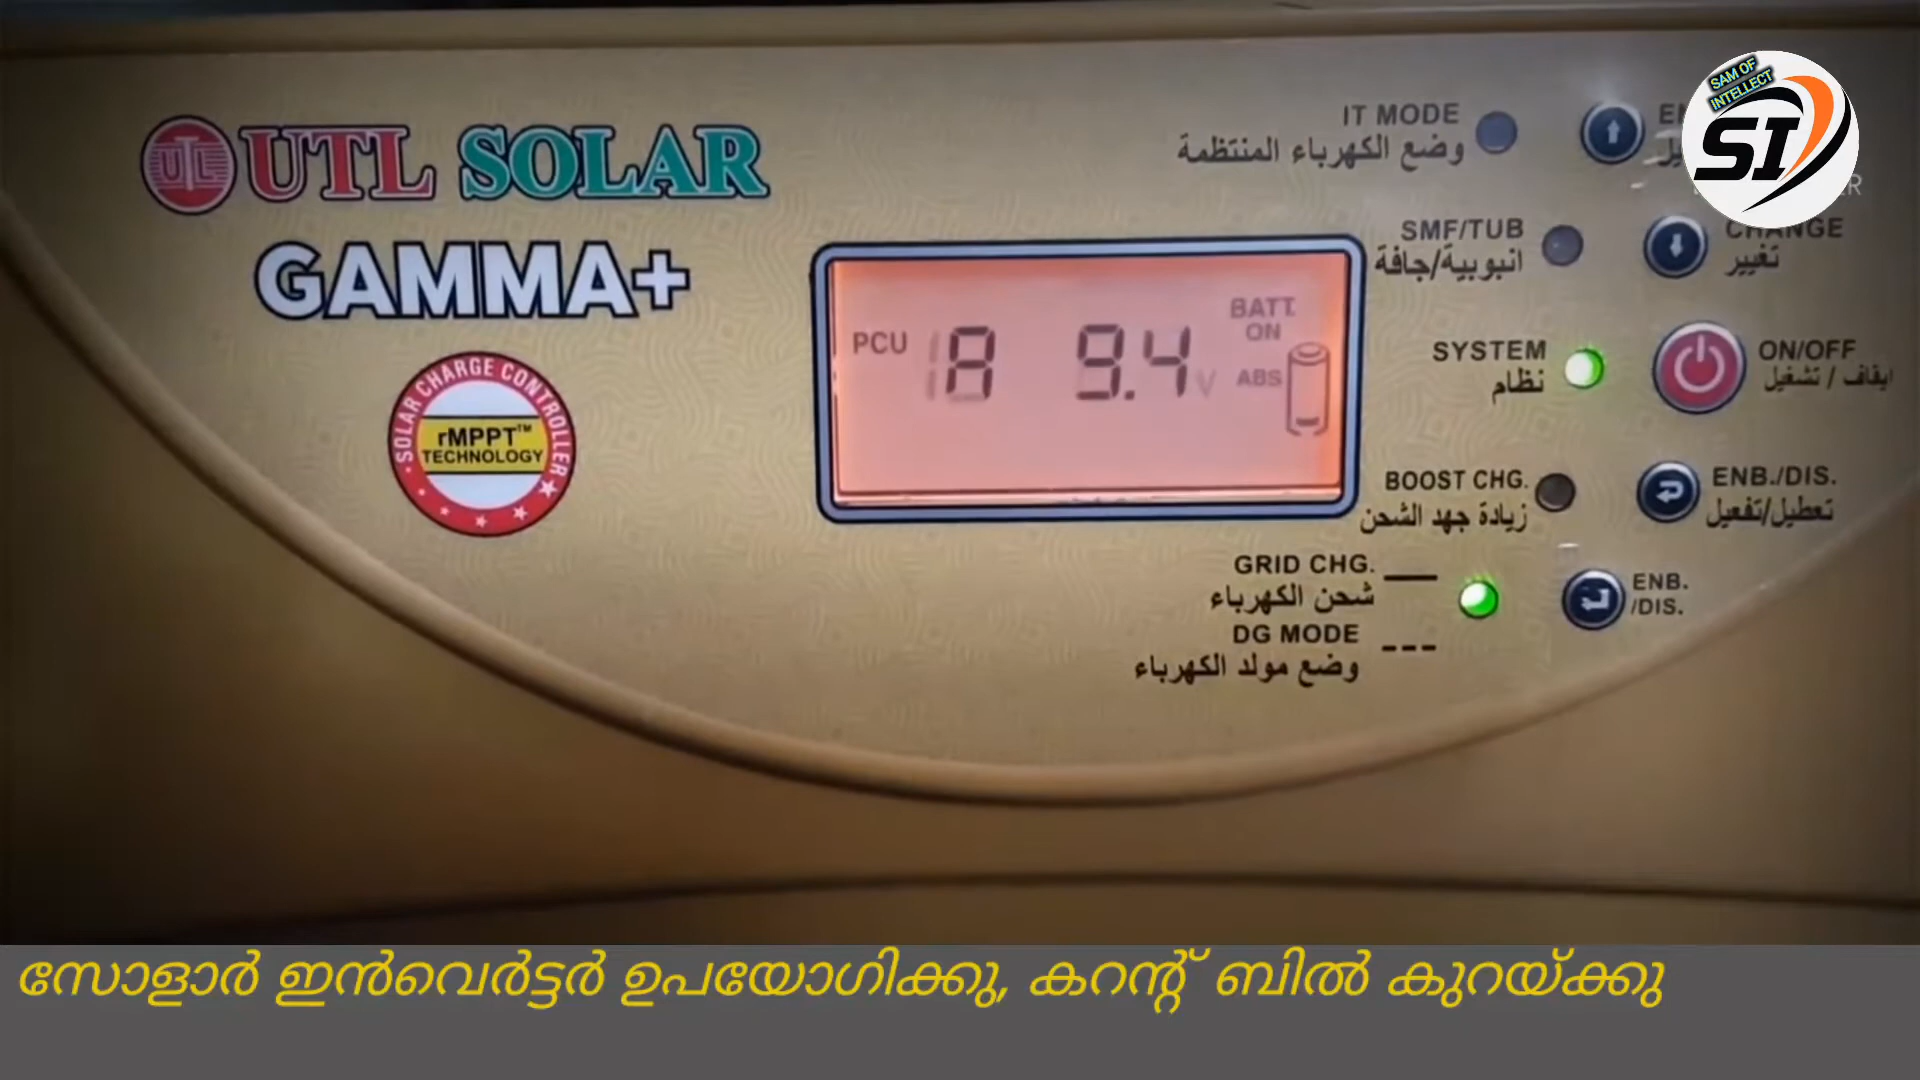 SAM OF
INTELLECT
SI
UTL
UTL SOLAR
GAMMA+
SOLAR CHARGE CONTROLLER
rMPPT™
TECHNOLOGY
PCU
9.4
V
BATT.
ON
ABS
IT MODE
وضع الكهرباء المنتظمة
SMF/TUB
انبوبية/جافة
CHANGE
تغيير
SYSTEM
نظام
ON/OFF
ايقاف / تشغيل
BOOST CHG.
زيادة جهد الشحن
ENB./DIS.
تعطيل/تفعيل
GRID CHG.
شحن الكهرباء
ENB.
/DIS.
DG MODE
وضع مولد الكهرباء
സോളാർ ഇൻവെർട്ടർ ഉപയോഗിക്കു, കറന്റ് ബിൽ കുറയ്ക്കു